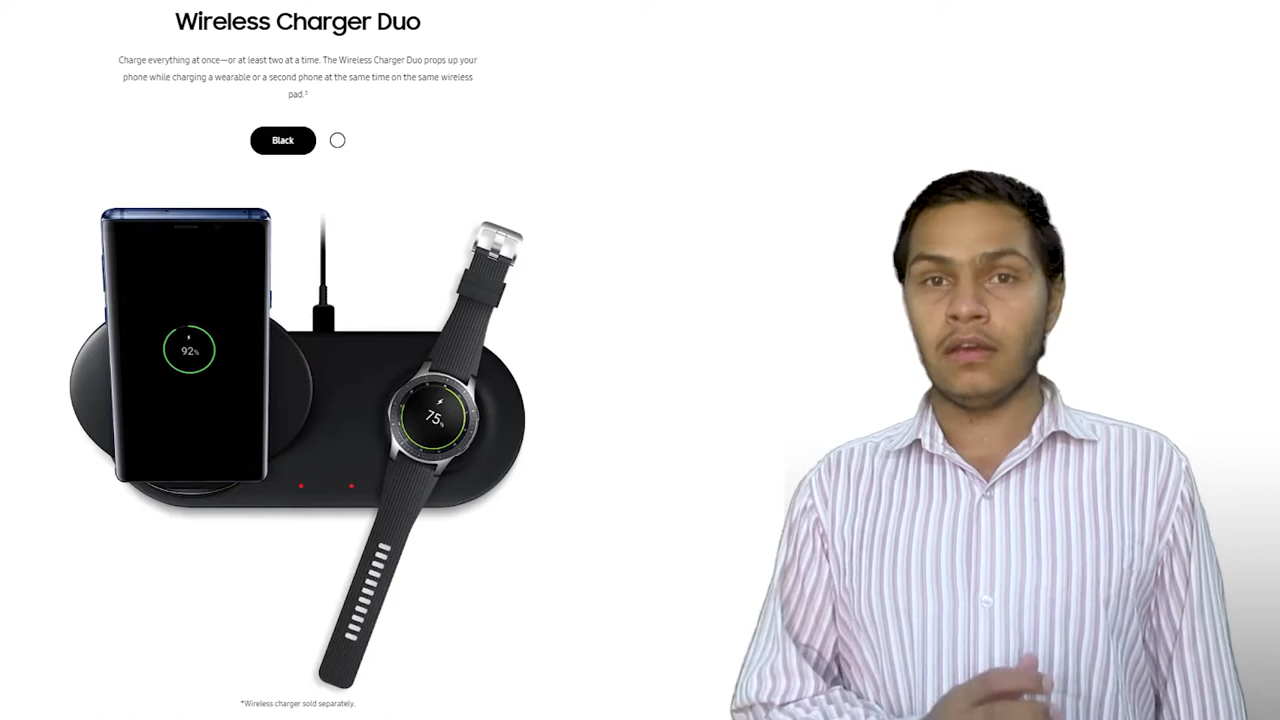 Wireless Charger Duo
Charge everything at once—or at least two at a time. The Wireless Charger Duo props up your
phone while charging a wearable or a second phone at the same time on the same wireless
pad.³
Black
92%
75%
*Wireless charger sold separately.